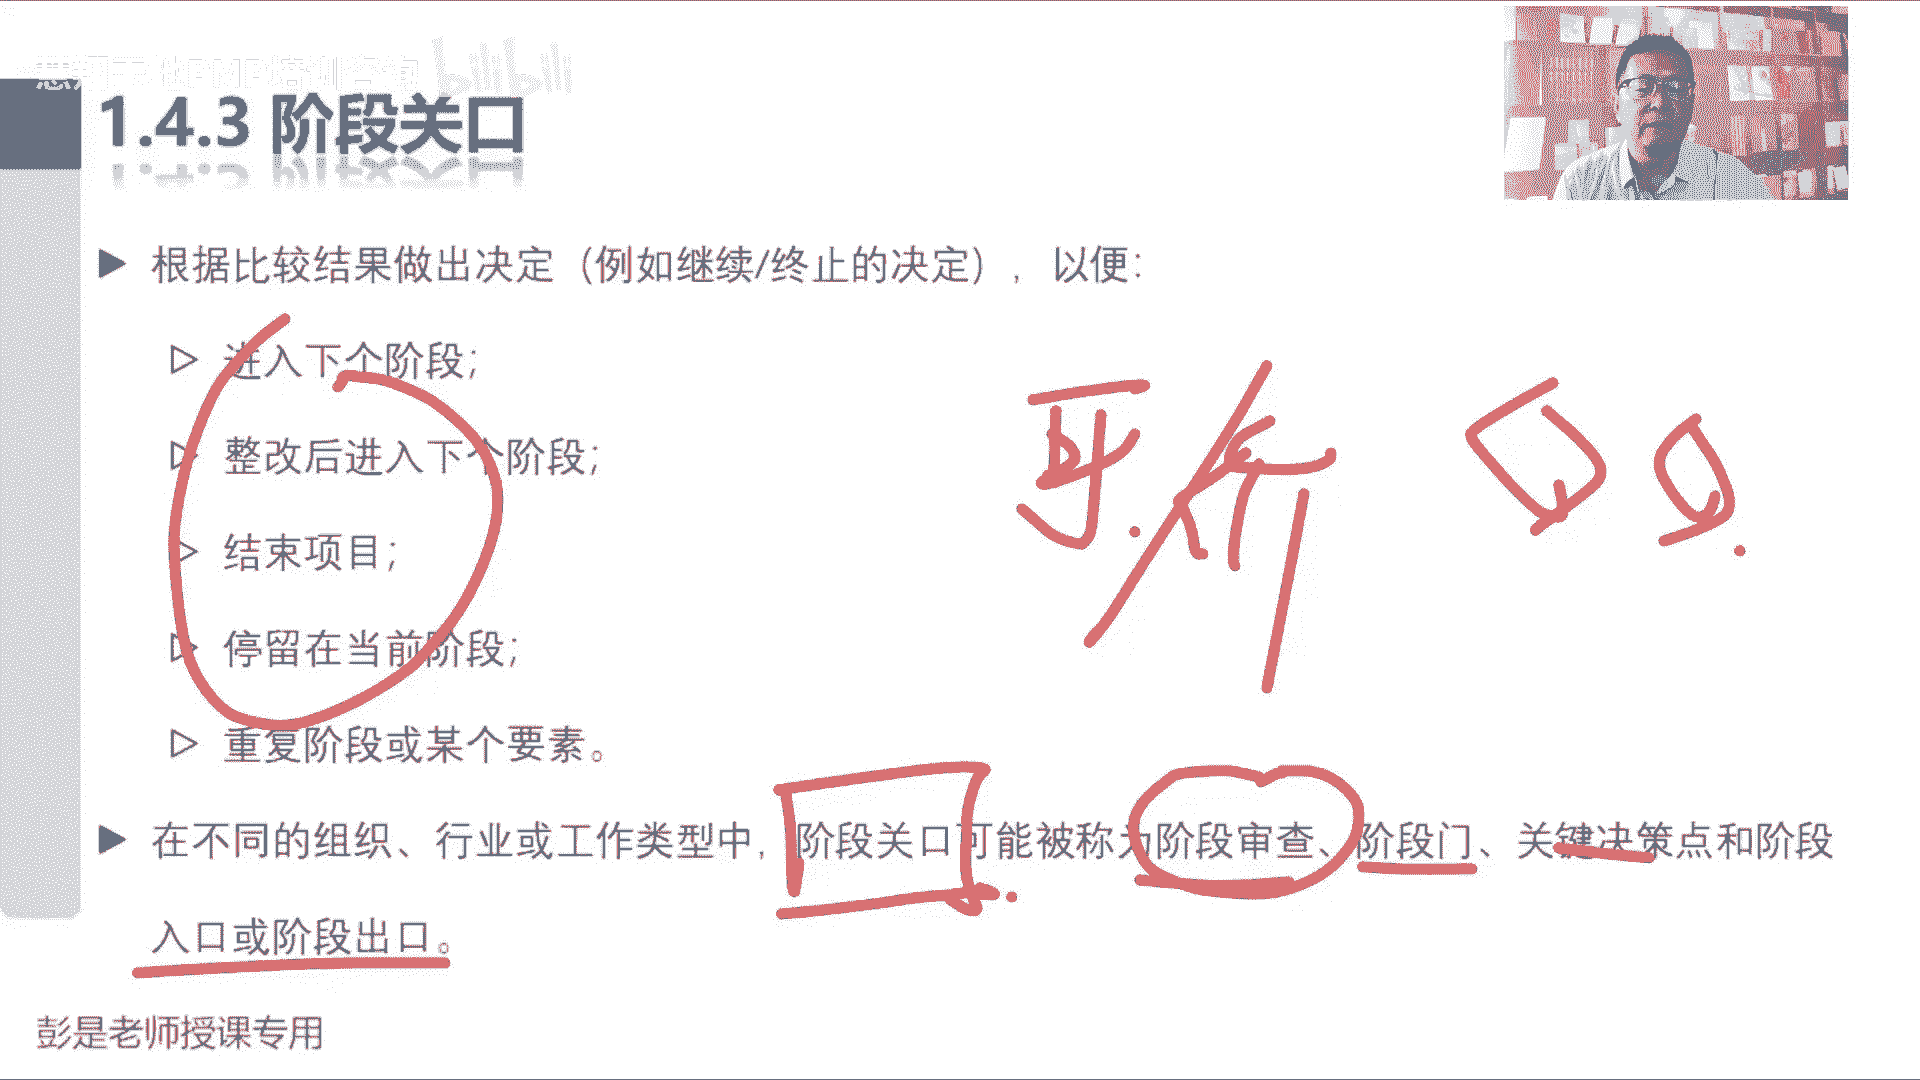 bilibili
1.4.3 阶段关口
根据比较结果做出决定（例如继续/终止的决定），以便：
进入下个阶段；
整改后进入下个阶段；
结束项目；
停留在当前阶段；
重复阶段或某个要素。
在不同的组织、行业或工作类型中，阶段关口可能被称为阶段审查、阶段门、关键决策点和阶段
入口或阶段出口。
彭是老师授课专用